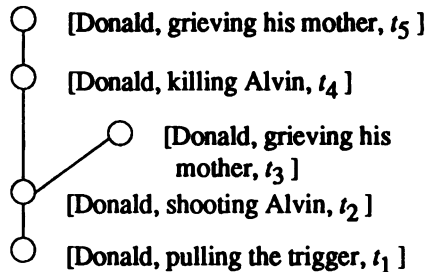 [Donald, grieving his mother, t5 ]
[Donald, killing Alvin, t4 ]
[Donald, grieving his
mother, t3 ]
[Donald, shooting Alvin, t2 ]
[Donald, pulling the trigger, t1 ]